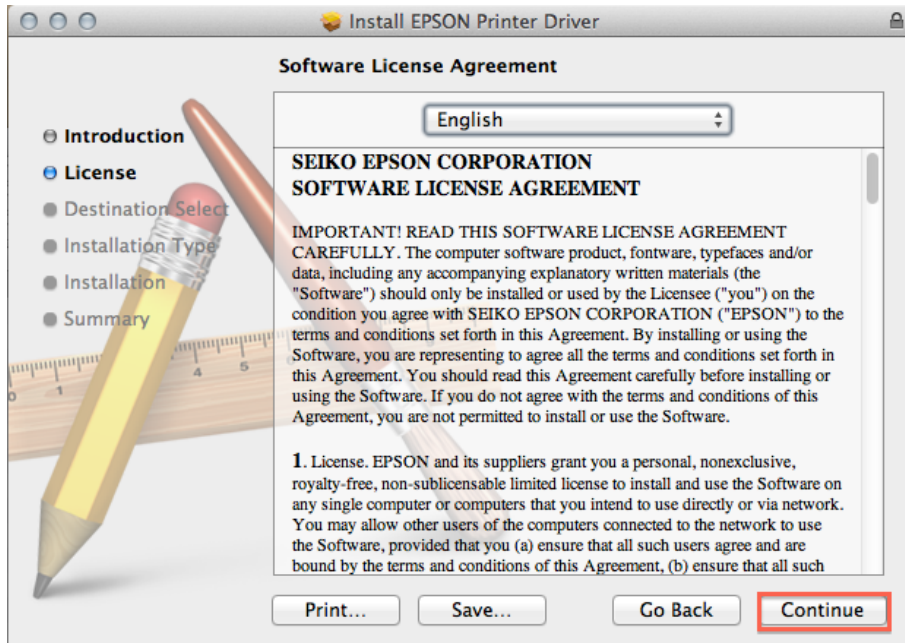 Install EPSON Printer Driver
Software License Agreement
Introduction
License
Destination Select
Installation Type
Installation
Summary
English
SEIKO EPSON CORPORATION
SOFTWARE LICENSE AGREEMENT
IMPORTANT! READ THIS SOFTWARE LICENSE AGREEMENT
CAREFULLY. The computer software product, fontware, typefaces and/or
data, including any accompanying explanatory written materials (the
"Software") should only be installed or used by the Licensee ("you") on the
condition you agree with SEIKO EPSON CORPORATION ("EPSON") to the
terms and conditions set forth in this Agreement. By installing or using the
Software, you are representing to agree all the terms and conditions set forth in
this Agreement. You should read this Agreement carefully before installing or
using the Software. If you do not agree with the terms and conditions of this
Agreement, you are not permitted to install or use the Software.
1. License. EPSON and its suppliers grant you a personal, nonexclusive,
royalty-free, non-sublicensable limited license to install and use the Software on
any single computer or computers that you intend to use directly or via network.
You may allow other users of the computers connected to the network to use
the Software, provided that you (a) ensure that all such users agree and are
bound by the terms and conditions of this Agreement, (b) ensure that all such
0 1 4 5
Print... Save... Go Back Continue